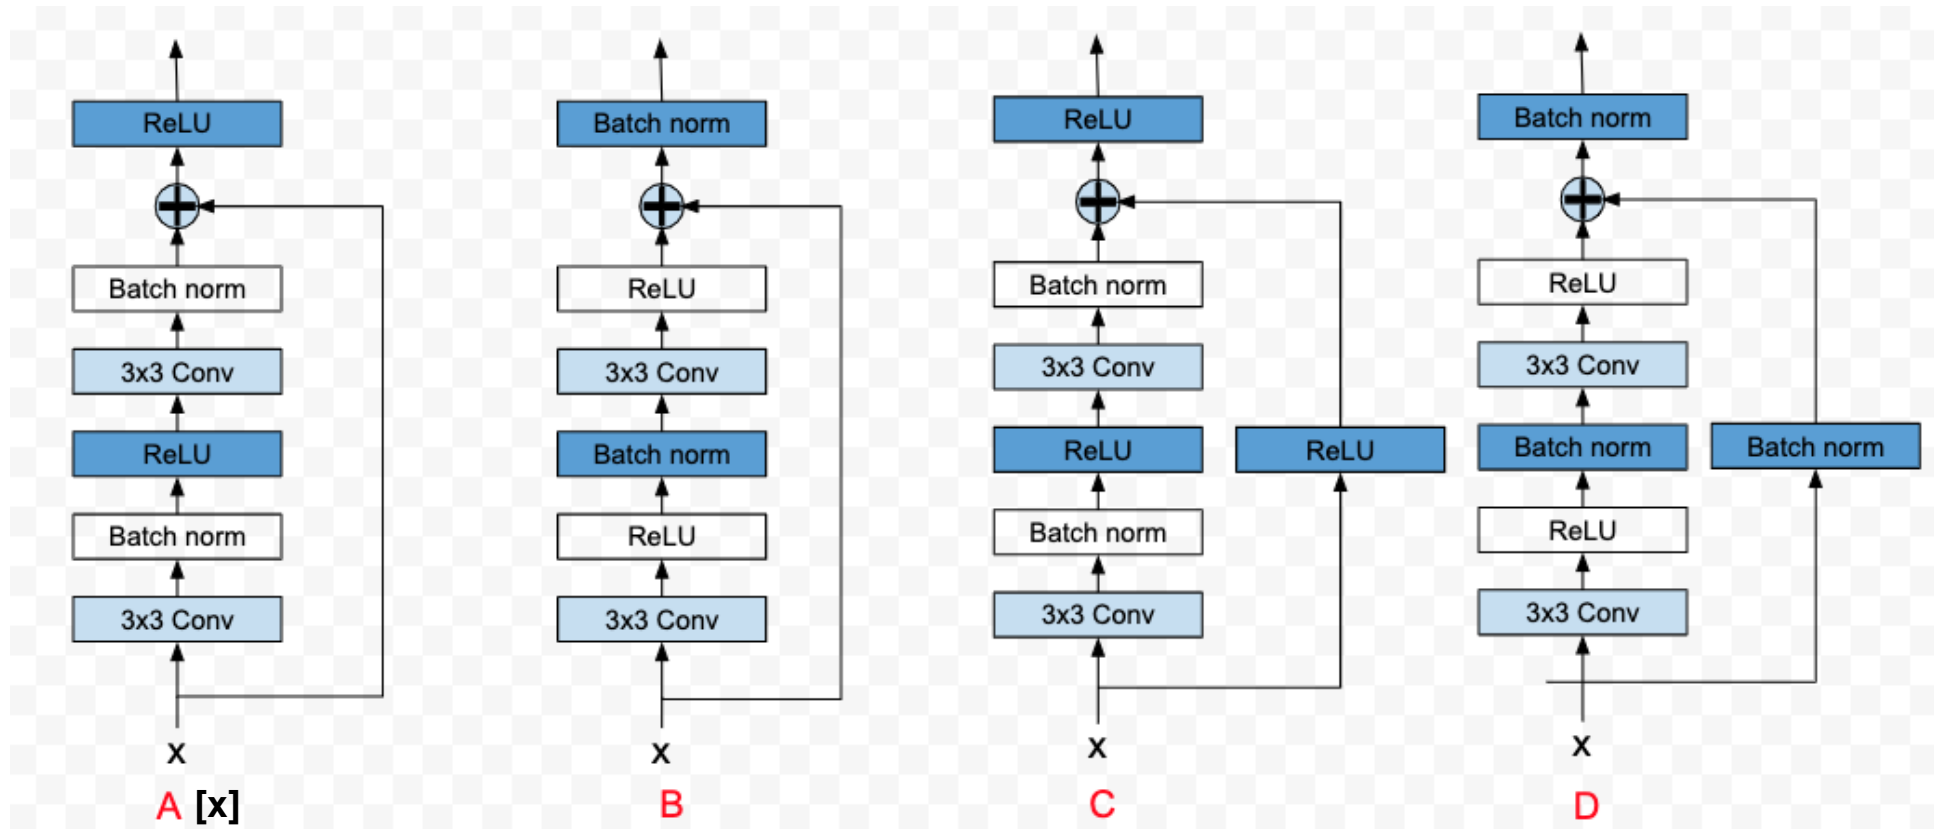 ReLU
Batch norm
3x3 Conv
ReLU
Batch norm
3x3 Conv
x
A [x]
Batch norm
ReLU
3x3 Conv
Batch norm
ReLU
3x3 Conv
x
B
ReLU
Batch norm
3x3 Conv
ReLU
ReLU
Batch norm
3x3 Conv
x
C
Batch norm
ReLU
3x3 Conv
Batch norm
Batch norm
ReLU
3x3 Conv
x
D